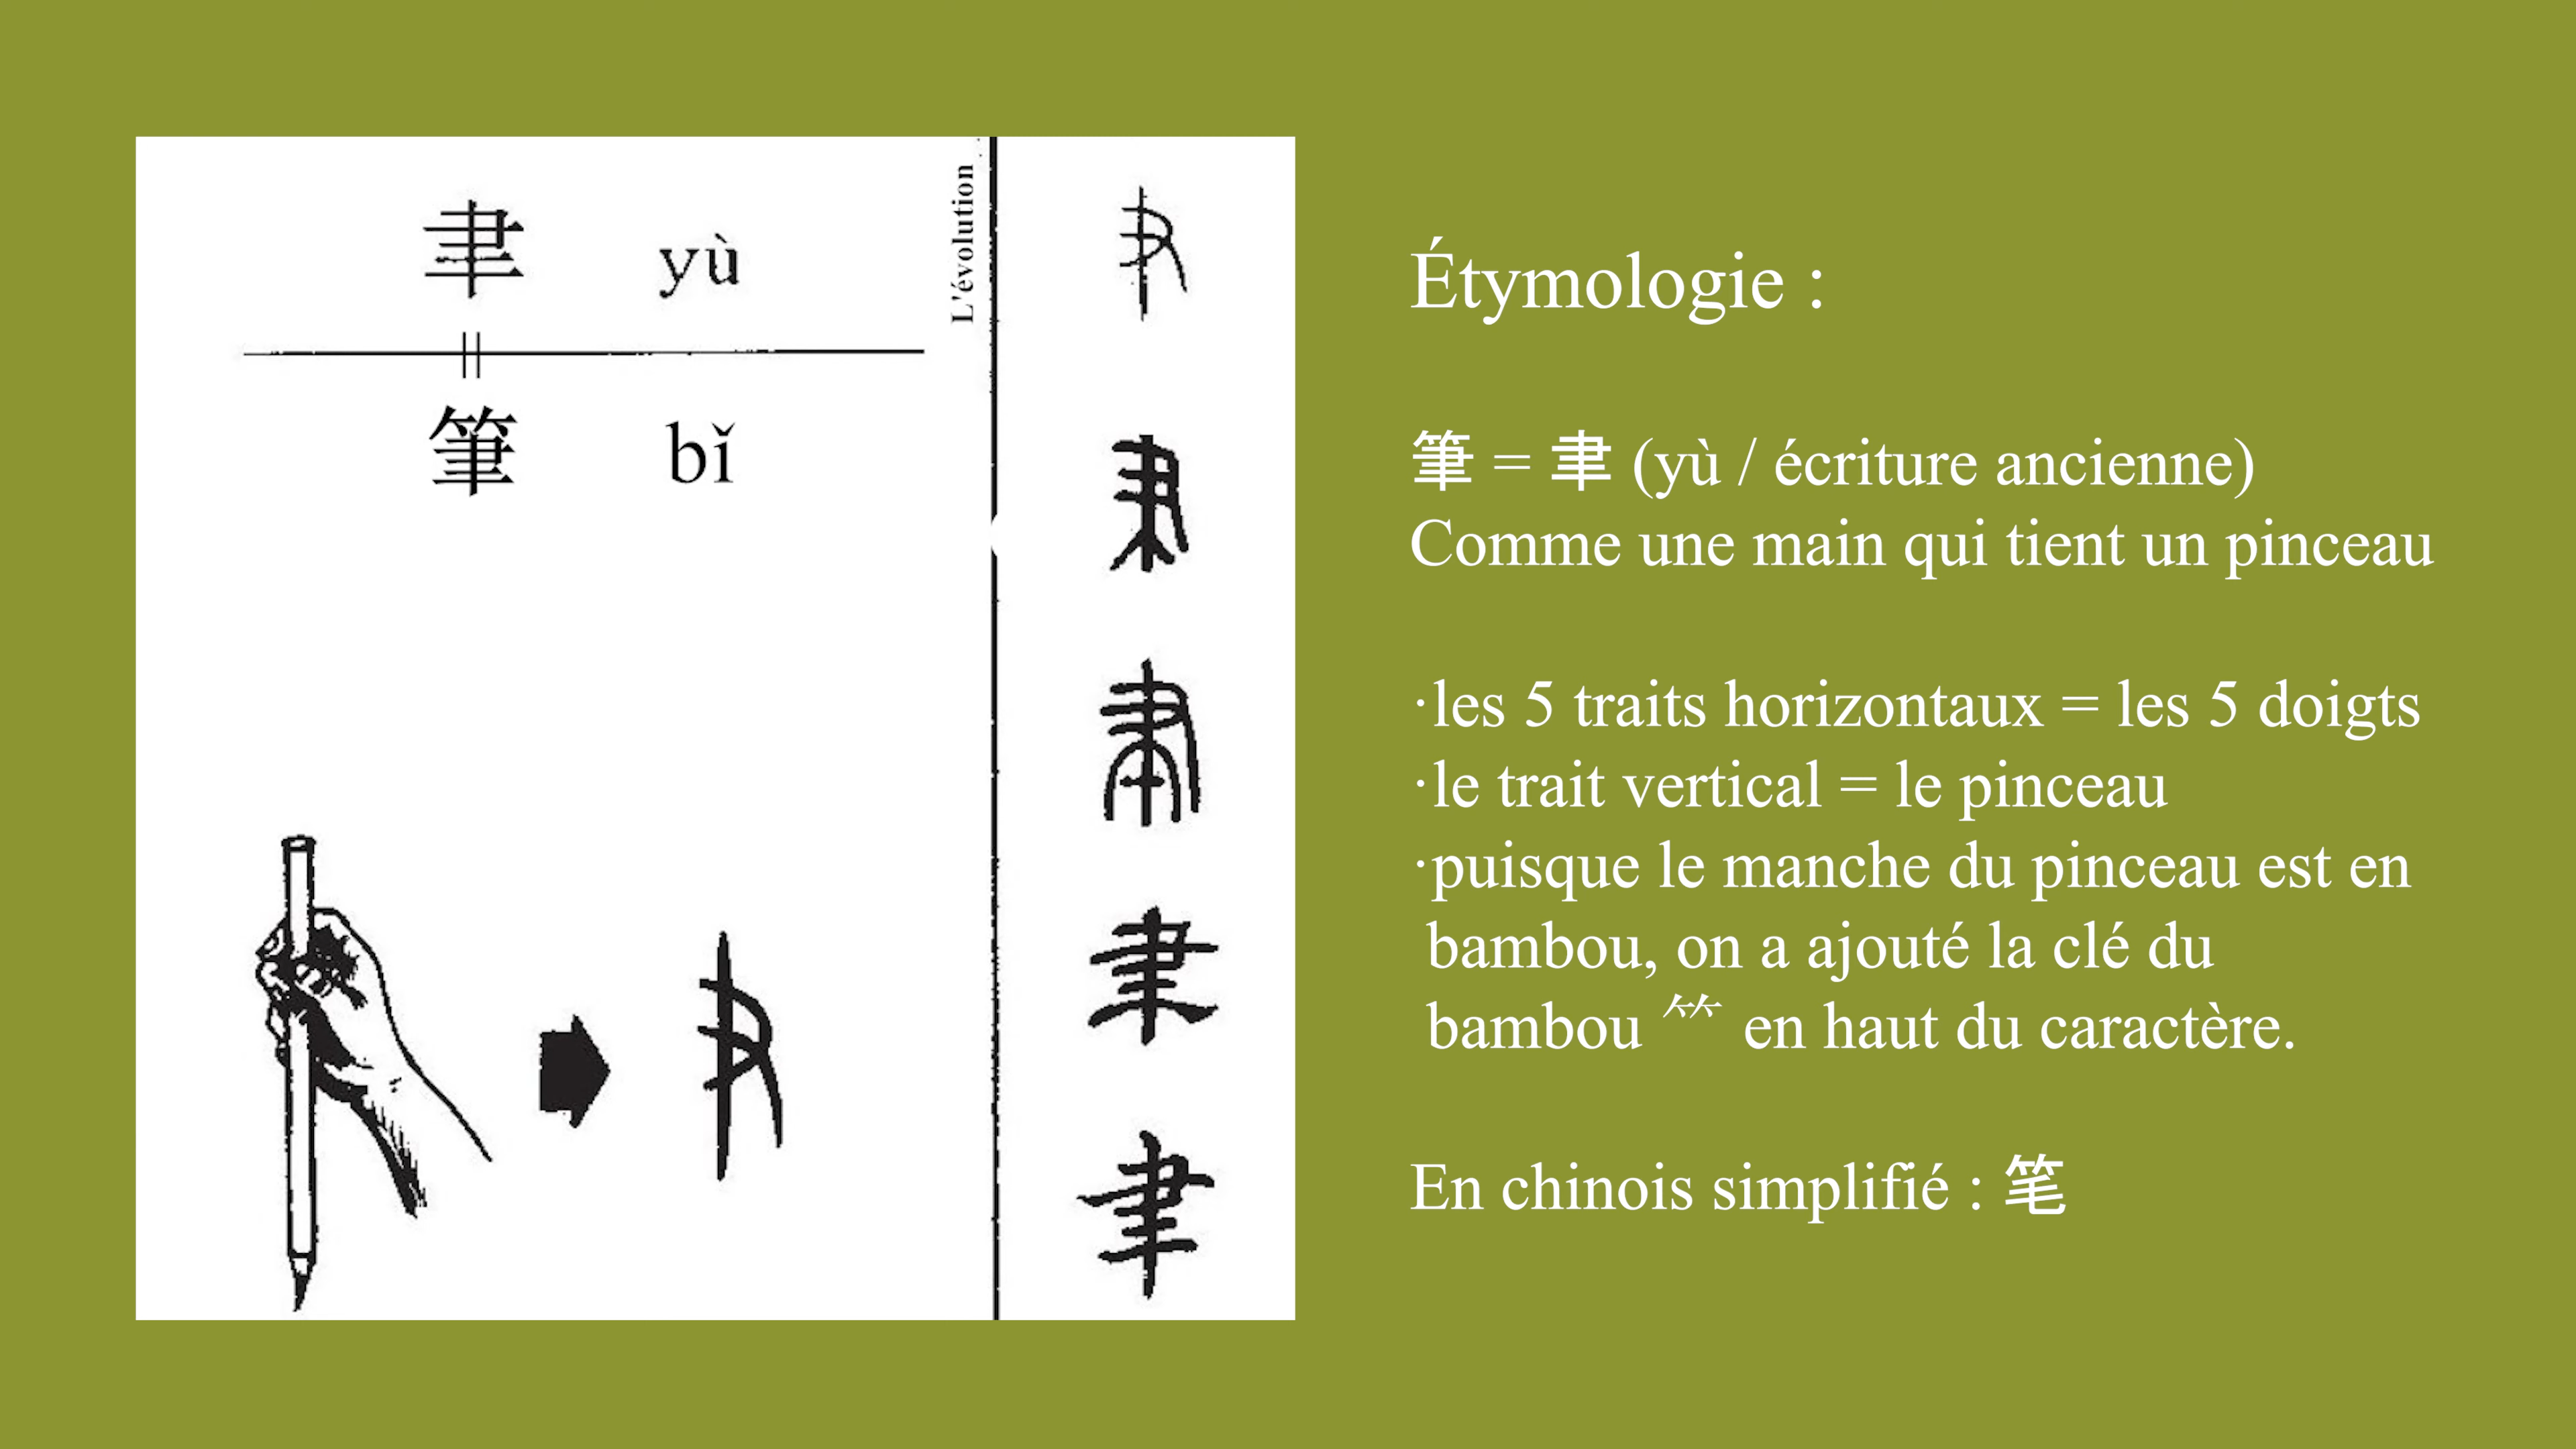 聿 yù
筆 bǐ
L'évolution
Étymologie :
筆 = 聿 (yù / écriture ancienne)
Comme une main qui tient un pinceau
·les 5 traits horizontaux = les 5 doigts
·le trait vertical = le pinceau
·puisque le manche du pinceau est en
bambou, on a ajouté la clé du
bambou ⺮ en haut du caractère.
En chinois simplifié : 笔